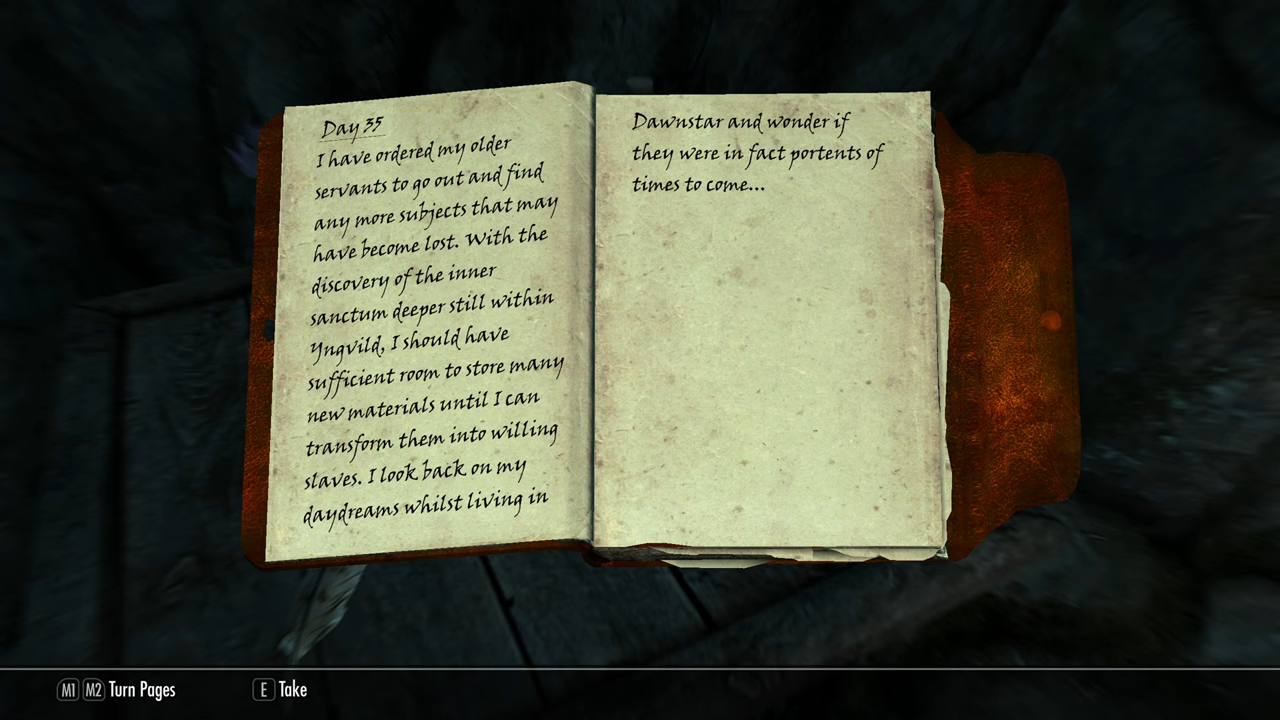 Day 35
I have ordered my older
servants to go out and find
any more subjects that may
have become lost. With the
discovery of the inner
sanctum deeper still within
Yngvild, I should have
sufficient room to store many
new materials until I can
transform them into willing
slaves. I look back on my
daydreams whilst living in
Dawnstar and wonder if
they were in fact portents of
times to come...
M1 M2 Turn Pages
E Take